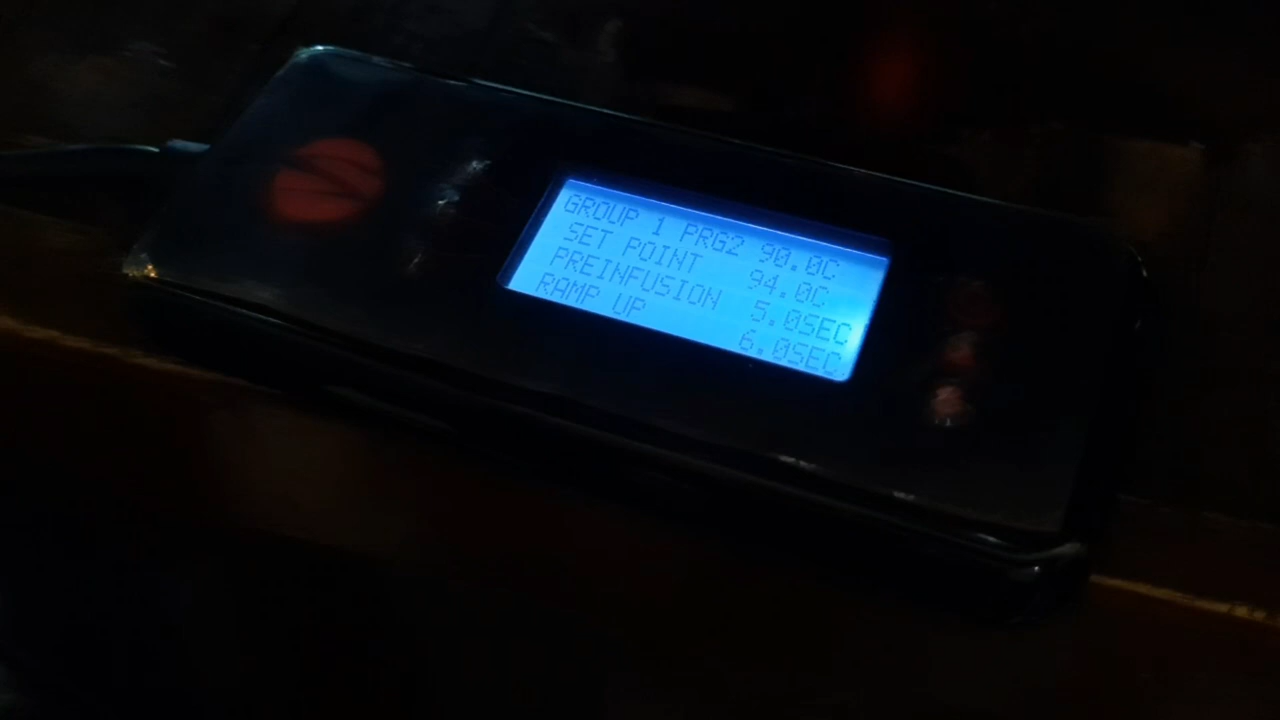 GROUP 1 PRG2 90.0C
SET POINT 94.0C
PREINFUSION 5.0SEC
RAMP UP 6.0SEC